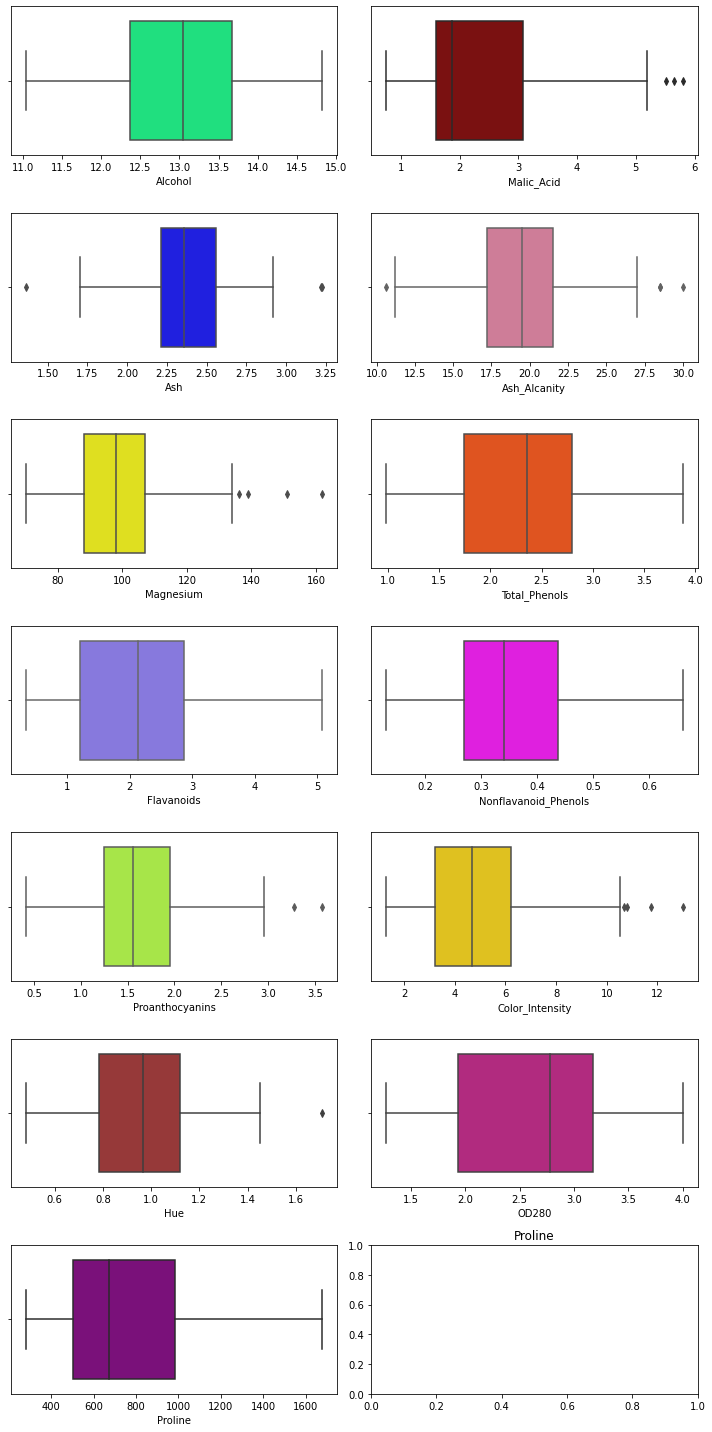 11.0 11.5 12.0 12.5 13.0 13.5 14.0 14.5 15.0
Alcohol
1 2 3 4 5 6
Malic_Acid
1.50 1.75 2.00 2.25 2.50 2.75 3.00 3.25
Ash
10.0 12.5 15.0 17.5 20.0 22.5 25.0 27.5 30.0
Ash_Alcanity
80 100 120 140 160
Magnesium
1.0 1.5 2.0 2.5 3.0 3.5 4.0
Total_Phenols
1 2 3 4 5
Flavanoids
0.2 0.3 0.4 0.5 0.6
Nonflavanoid_Phenols
0.5 1.0 1.5 2.0 2.5 3.0 3.5
Proanthocyanins
2 4 6 8 10 12
Color_Intensity
0.6 0.8 1.0 1.2 1.4 1.6
Hue
1.5 2.0 2.5 3.0 3.5 4.0
OD280
400 600 800 1000 1200 1400 1600
Proline
Proline
1.0
0.8
0.6
0.4
0.2
0.0
0.0 0.2 0.4 0.6 0.8 1.0